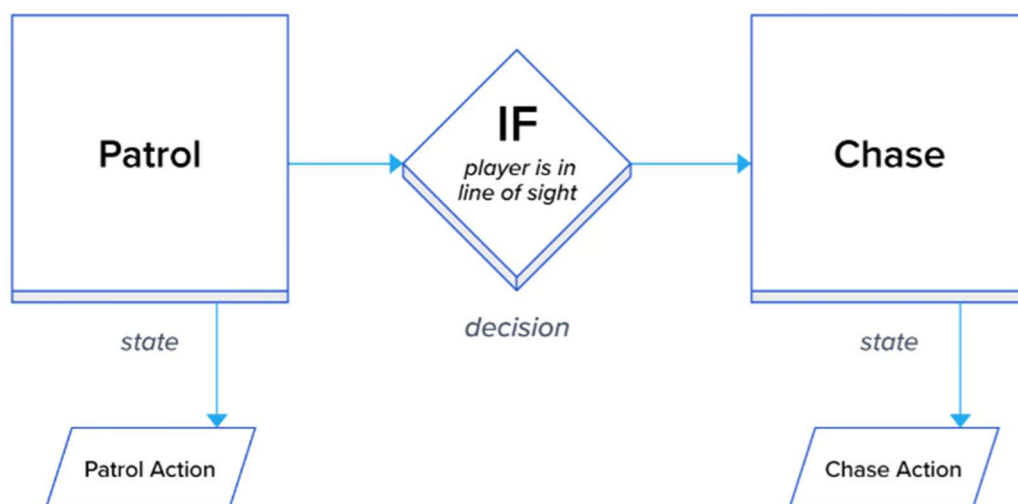 Patrol
IF
player is in
line of sight
Chase
state
decision
state
Patrol Action
Chase Action